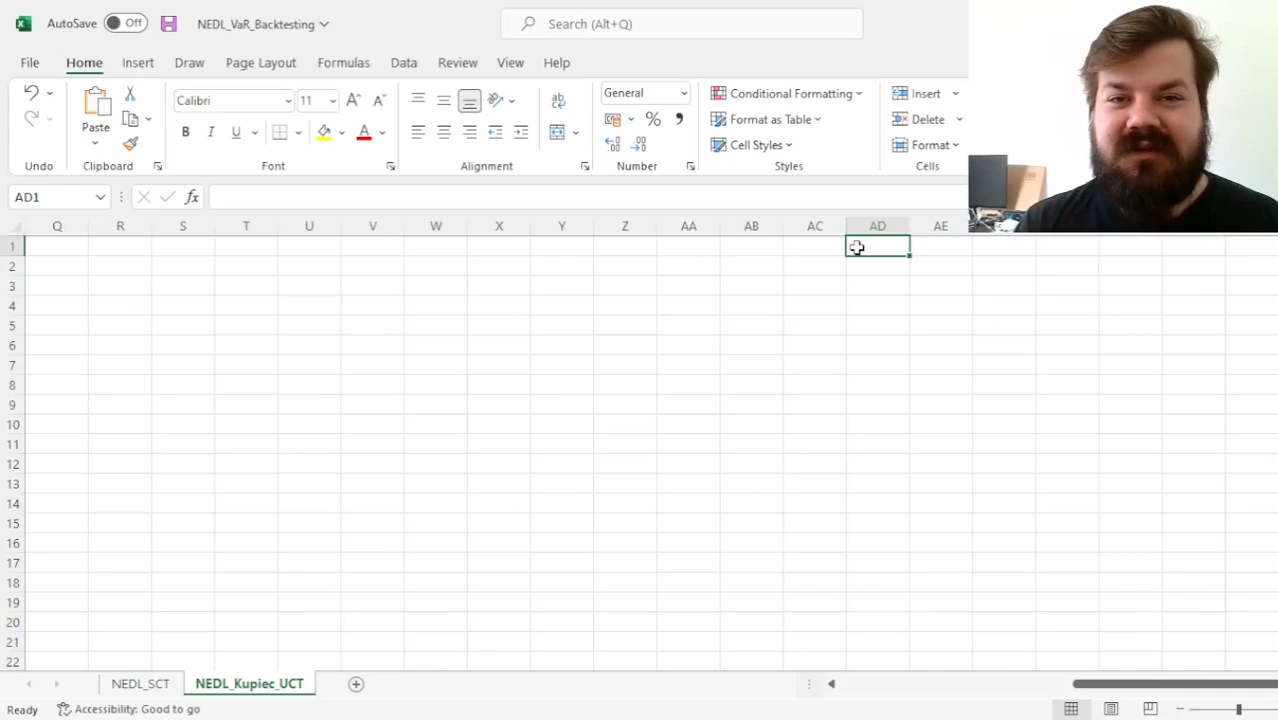 AutoSave Off NEDL_VaR_Backtesting Search (Alt+Q)
File Home Insert Draw Page Layout Formulas Data Review View Help
Calibri 11 General Conditional Formatting Insert
Paste B I U A % Format as Table Delete
Cell Styles Format
Undo Clipboard Font Alignment Number Styles Cells
AD1 fx
Q R S T U V W X Y Z AA AB AC AD AE
1
2
3
4
5
6
7
8
9
10
11
12
13
14
15
16
17
18
19
20
21
22
NEDL_SCT NEDL_Kupiec_UCT
Ready Accessibility: Good to go